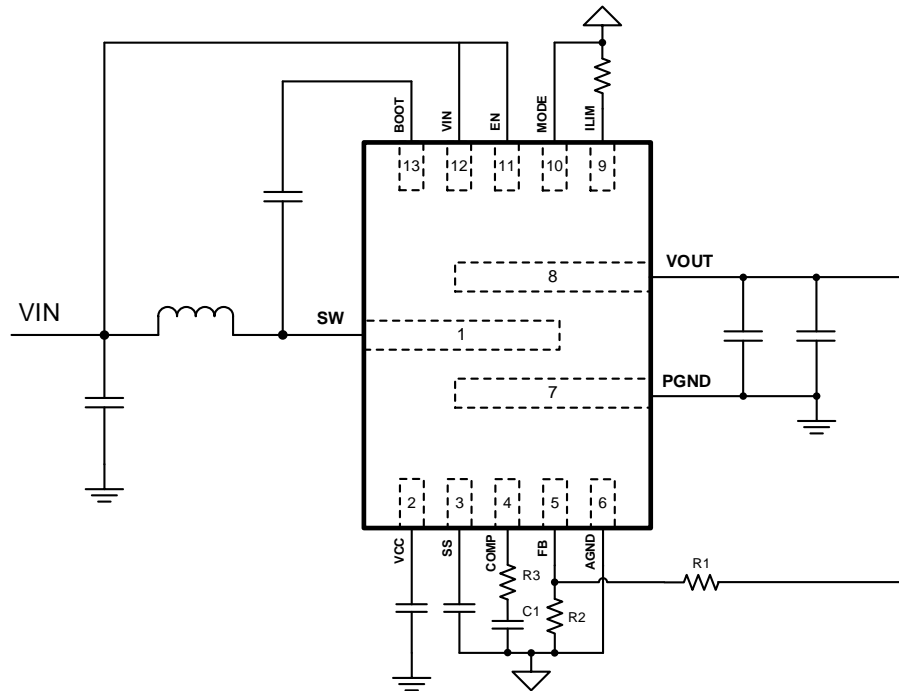 BOOT
VIN
EN
MODE
ILIM
13
12
11
10
9
8
VOUT
VIN
SW
1
7
PGND
2
3
4
5
6
VCC
SS
COMP
FB
AGND
R3
C1
R2
R1